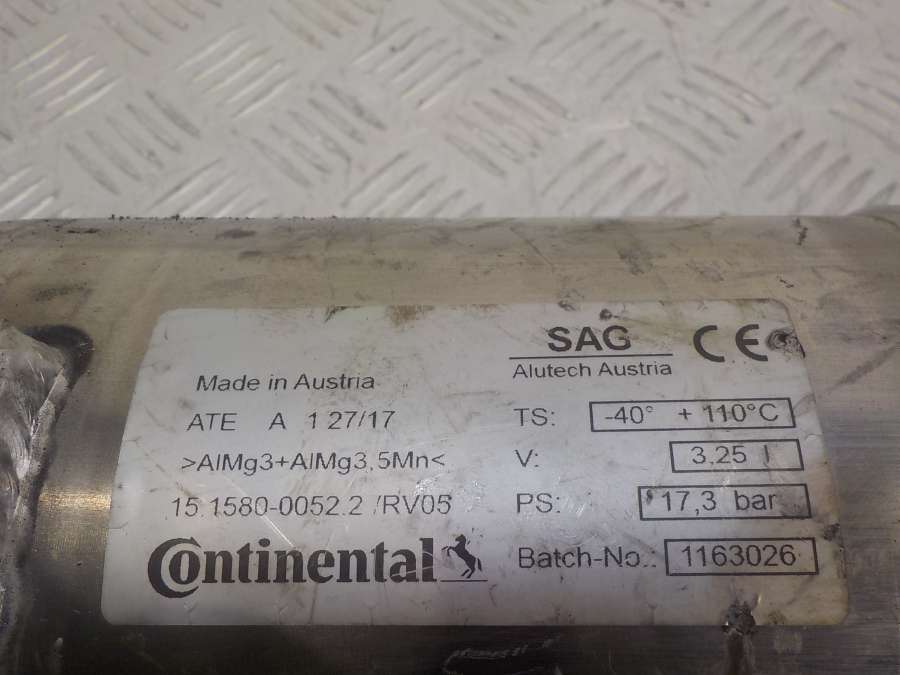 Made in Austria
ATE A 1 27/17
>AlMg3+AlMg3,5Mn<
15.1580-0052.2 /RV05
Continental
SAG
Alutech Austria
CE
TS: -40° + 110°C
V: 3,25 l
PS: 17,3 bar
Batch-No.: 1163026